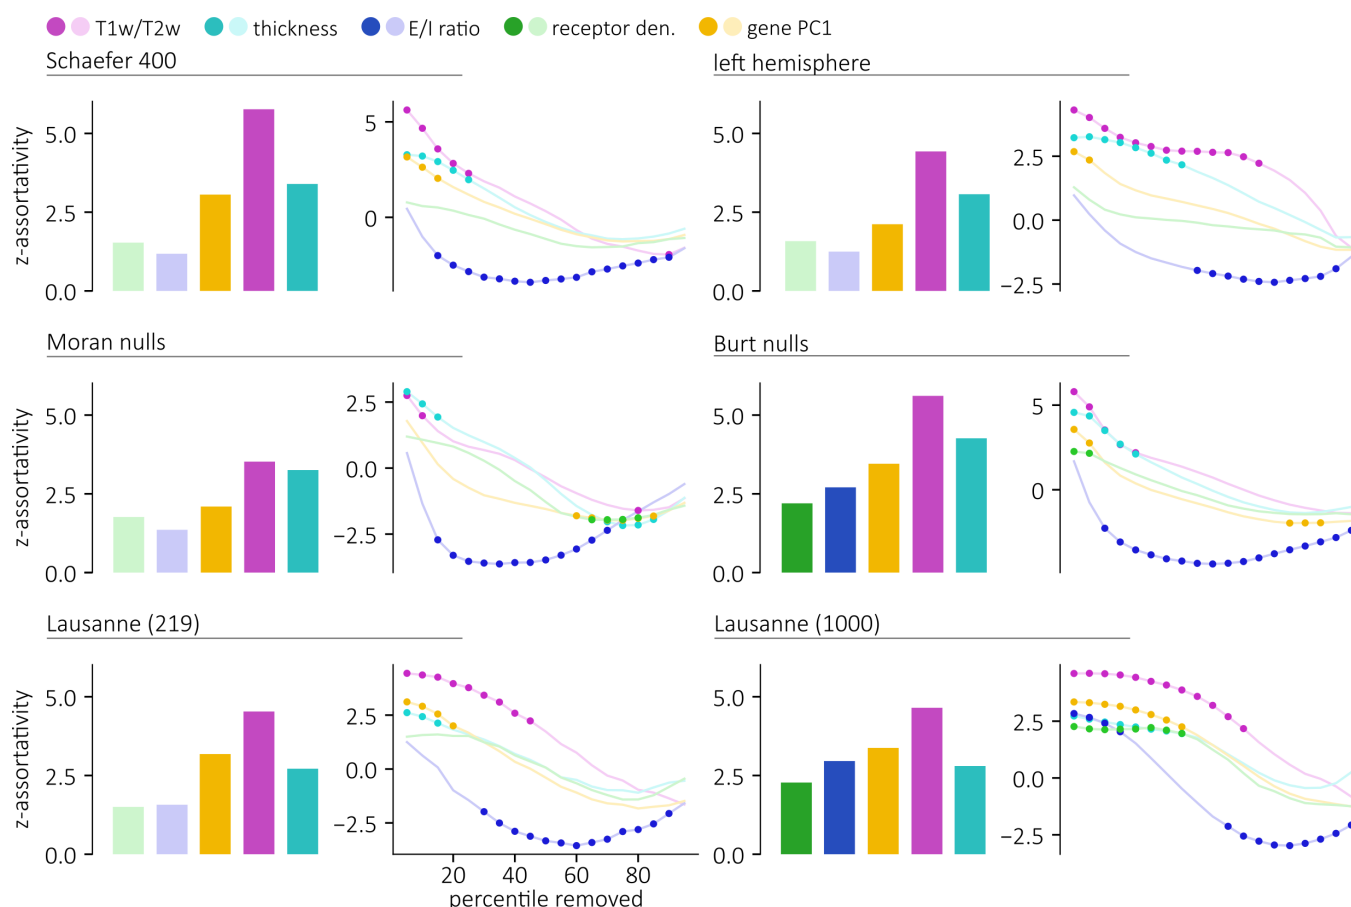 T1w/T2w thickness E/I ratio receptor den. gene PC1
Schaefer 400
z-assortativity
5.0
2.5
0.0
5
0
left hemisphere
5.0
2.5
0.0
2.5
0.0
−2.5
Moran nulls
z-assortativity
5.0
2.5
0.0
2.5
0.0
−2.5
Burt nulls
5.0
2.5
0.0
5
0
Lausanne (219)
z-assortativity
5.0
2.5
0.0
2.5
0.0
−2.5
20 40 60 80
percentile removed
Lausanne (1000)
5.0
2.5
0.0
2.5
0.0
−2.5